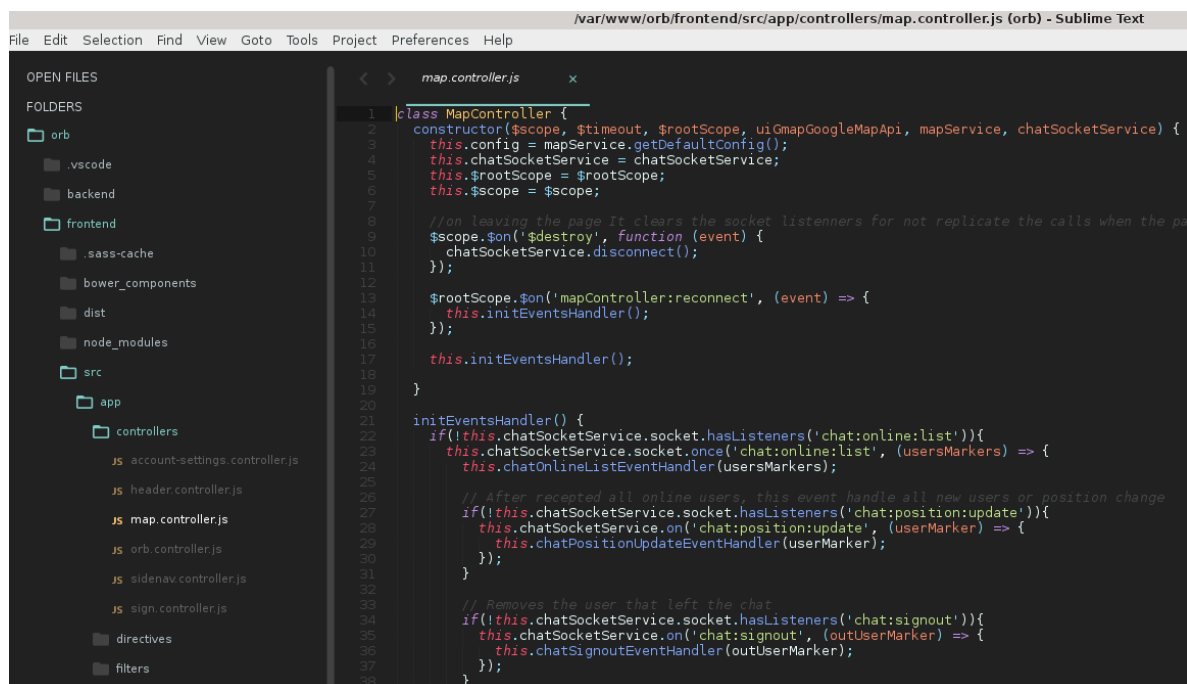 /var/www/orb/frontend/src/app/controllers/map.controller.js (orb) - Sublime Text
File Edit Selection Find View Goto Tools Project Preferences Help
OPEN FILES
FOLDERS
orb
.vscode
backend
frontend
.sass-cache
bower_components
dist
node_modules
src
app
controllers
JS account-settings.controller.js
JS header.controller.js
JS map.controller.js
JS orb.controller.js
JS sidenav.controller.js
JS sign.controller.js
directives
filters
map.controller.js ×
1 class MapController {
2 constructor($scope, $timeout, $rootScope, uiGmapGoogleMapApi, mapService, chatSocketService) {
3 this.config = mapService.getDefaultConfig();
4 this.chatSocketService = chatSocketService;
5 this.$rootScope = $rootScope;
6 this.$scope = $scope;
7
8 //on leaving the page It clears the socket listenners for not replicate the calls when the pa
9 $scope.$on('$destroy', function (event) {
10 chatSocketService.disconnect();
11 });
12
13 $rootScope.$on('mapController:reconnect', (event) => {
14 this.initEventsHandler();
15 });
16
17 this.initEventsHandler();
18
19 }
20
21 initEventsHandler() {
22 if(!this.chatSocketService.socket.hasListeners('chat:online:list')){
23 this.chatSocketService.socket.once('chat:online:list', (usersMarkers) => {
24 this.chatOnlineListEventHandler(usersMarkers);
25
26 // After recepted all online users, this event handle all new users or position change
27 if(!this.chatSocketService.socket.hasListeners('chat:position:update')){
28 this.chatSocketService.on('chat:position:update', (userMarker) => {
29 this.chatPositionUpdateEventHandler(userMarker);
30 });
31 }
32
33 // Removes the user that left the chat
34 if(!this.chatSocketService.socket.hasListeners('chat:signout')){
35 this.chatSocketService.on('chat:signout', (outUserMarker) => {
36 this.chatSignoutEventHandler(outUserMarker);
37 });
38 }